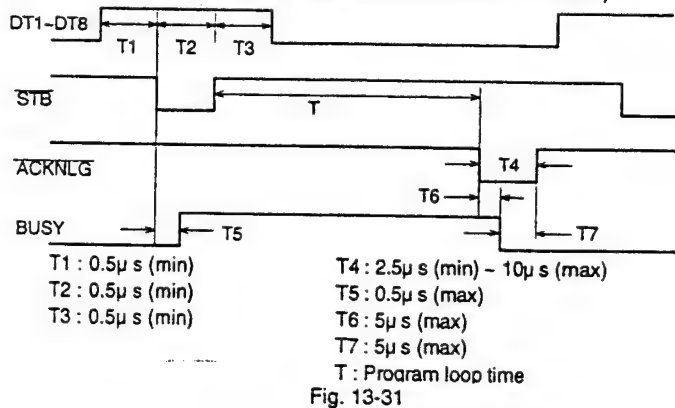 DT1~DT8
T1 T2 T3
STB
T
ACKNLG
T4
T6
BUSY
T5
T7
T1 : 0.5μ s (min)
T2 : 0.5μ s (min)
T3 : 0.5μ s (min)
T4 : 2.5μ s (min) ~ 10μ s (max)
T5 : 0.5μ s (max)
T6 : 5μ s (max)
T7 : 5μ s (max)
T : Program loop time
Fig. 13-31